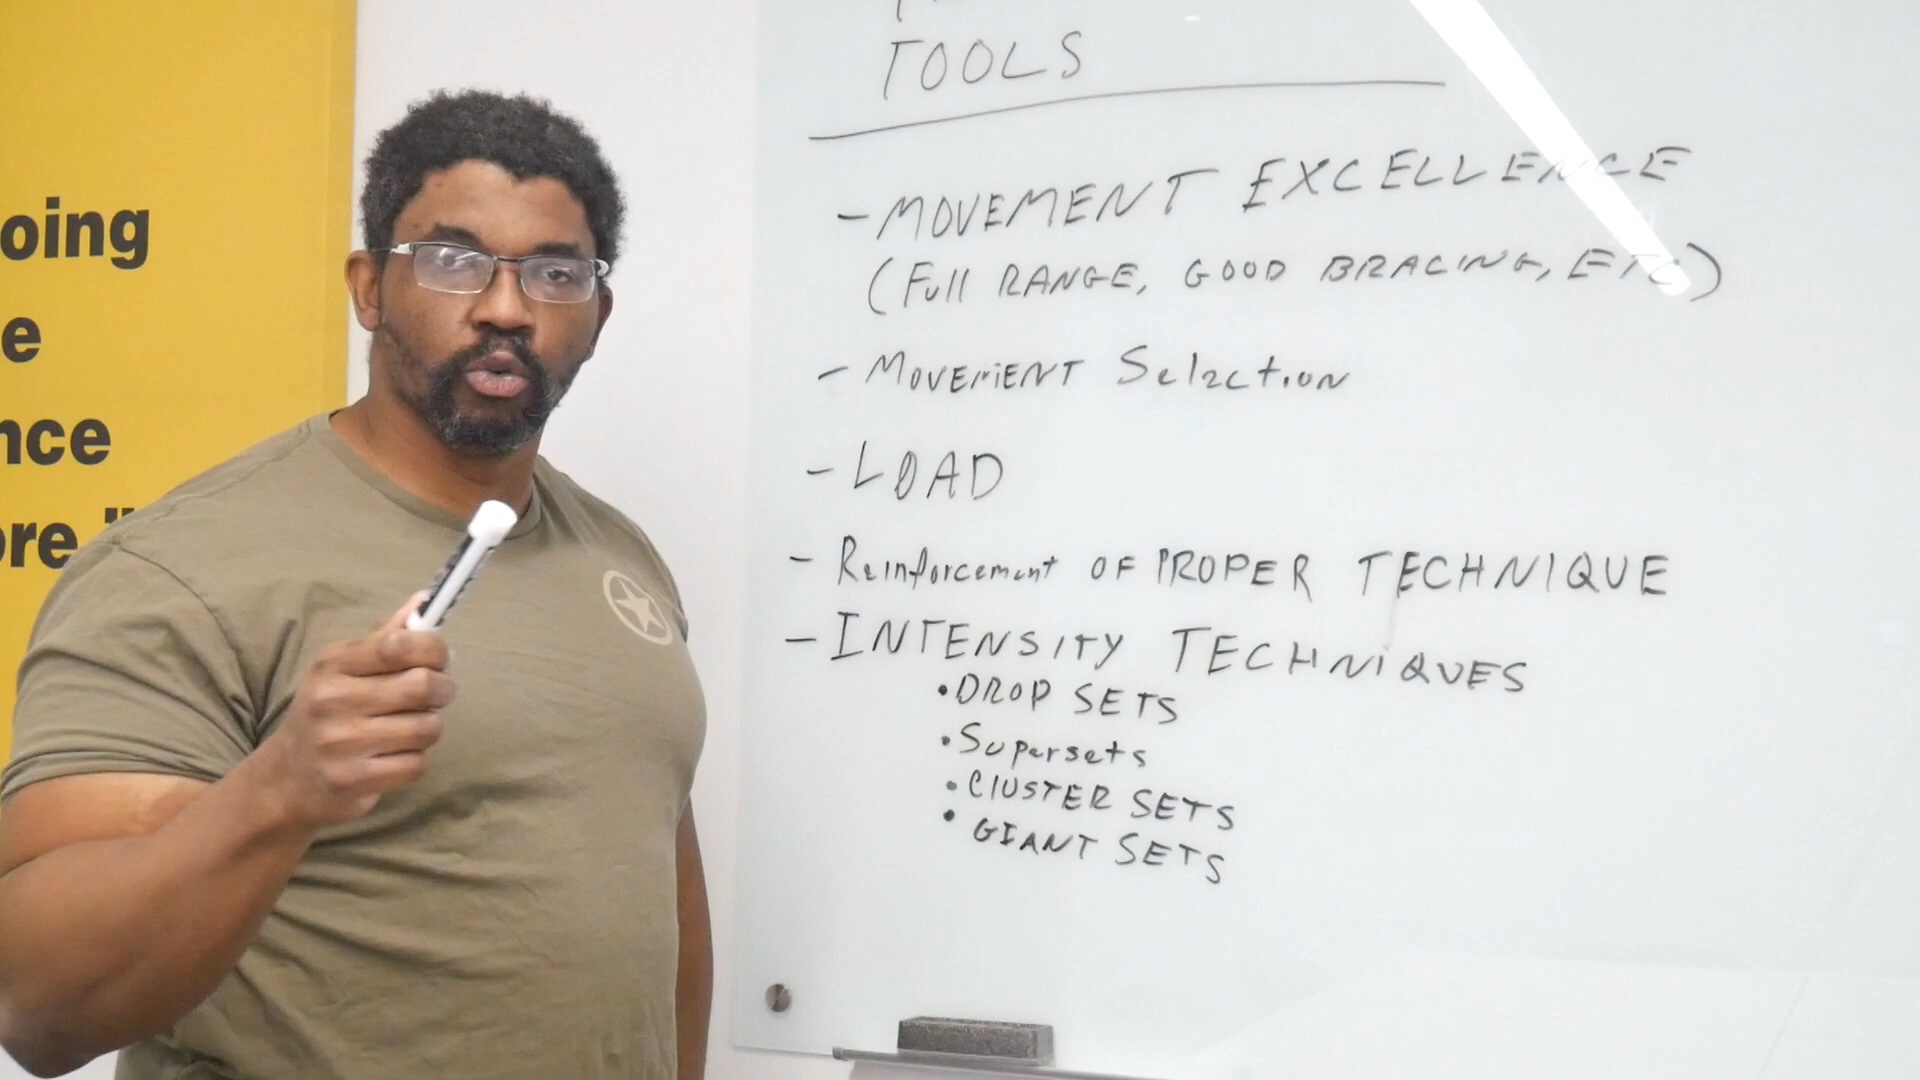 oing
e
nce
ore."
TOOLS
- MOVEMENT EXCELLENCE
(Full RANGE, GOOD BRACING, ETC)
- MOVEMENT Selection
- LOAD
- Reinforcement OF PROPER TECHNIQUE
- INTENSITY TECHNIQUES
• DROP SETS
• Supersets
• ClUSTER SETS
• GIANT SETS